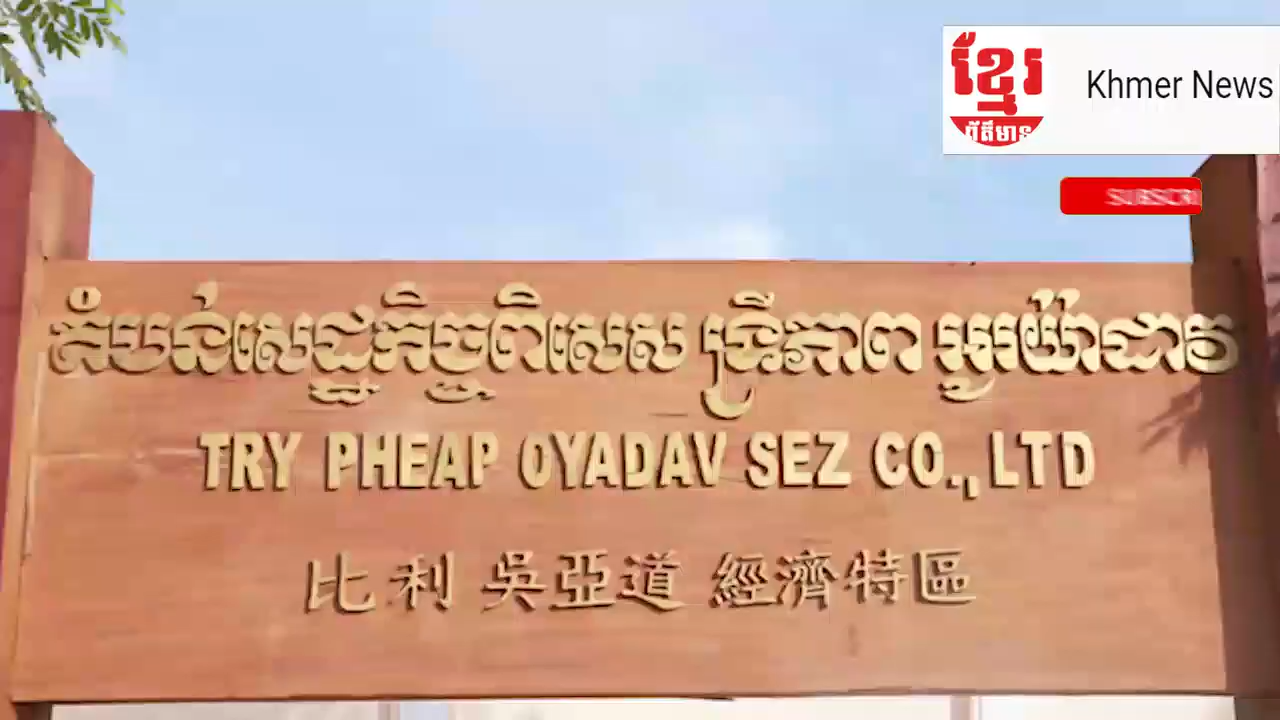 ខ្មែរ
ព័ត៌មាន
Khmer News
តំបន់សេដ្ឋកិច្ចពិសេស ទ្រីភាព អូរយ៉ាដាវ
TRY PHEAP OYADAV SEZ CO.,LTD
比利 吳亞道 經濟特區